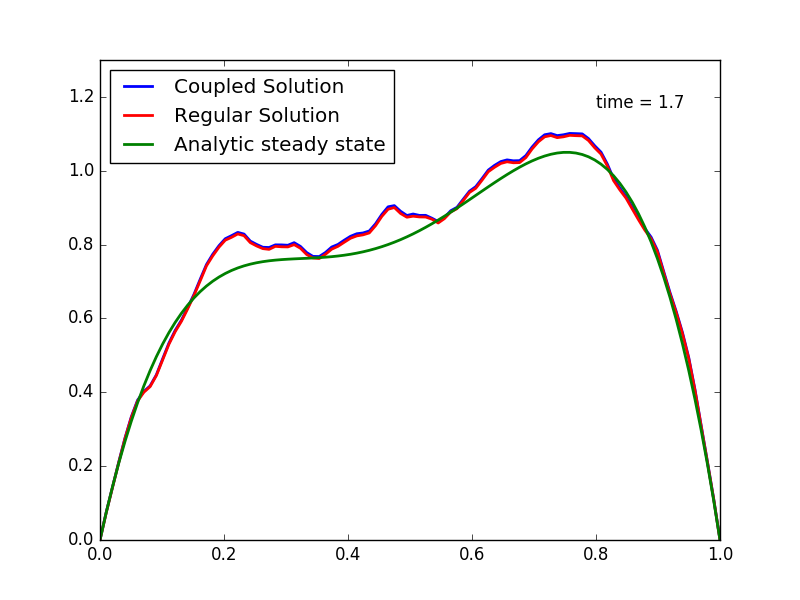 Coupled Solution
Regular Solution
Analytic steady state
time = 1.7
1.2
1.0
0.8
0.6
0.4
0.2
0.0
0.0 0.2 0.4 0.6 0.8 1.0